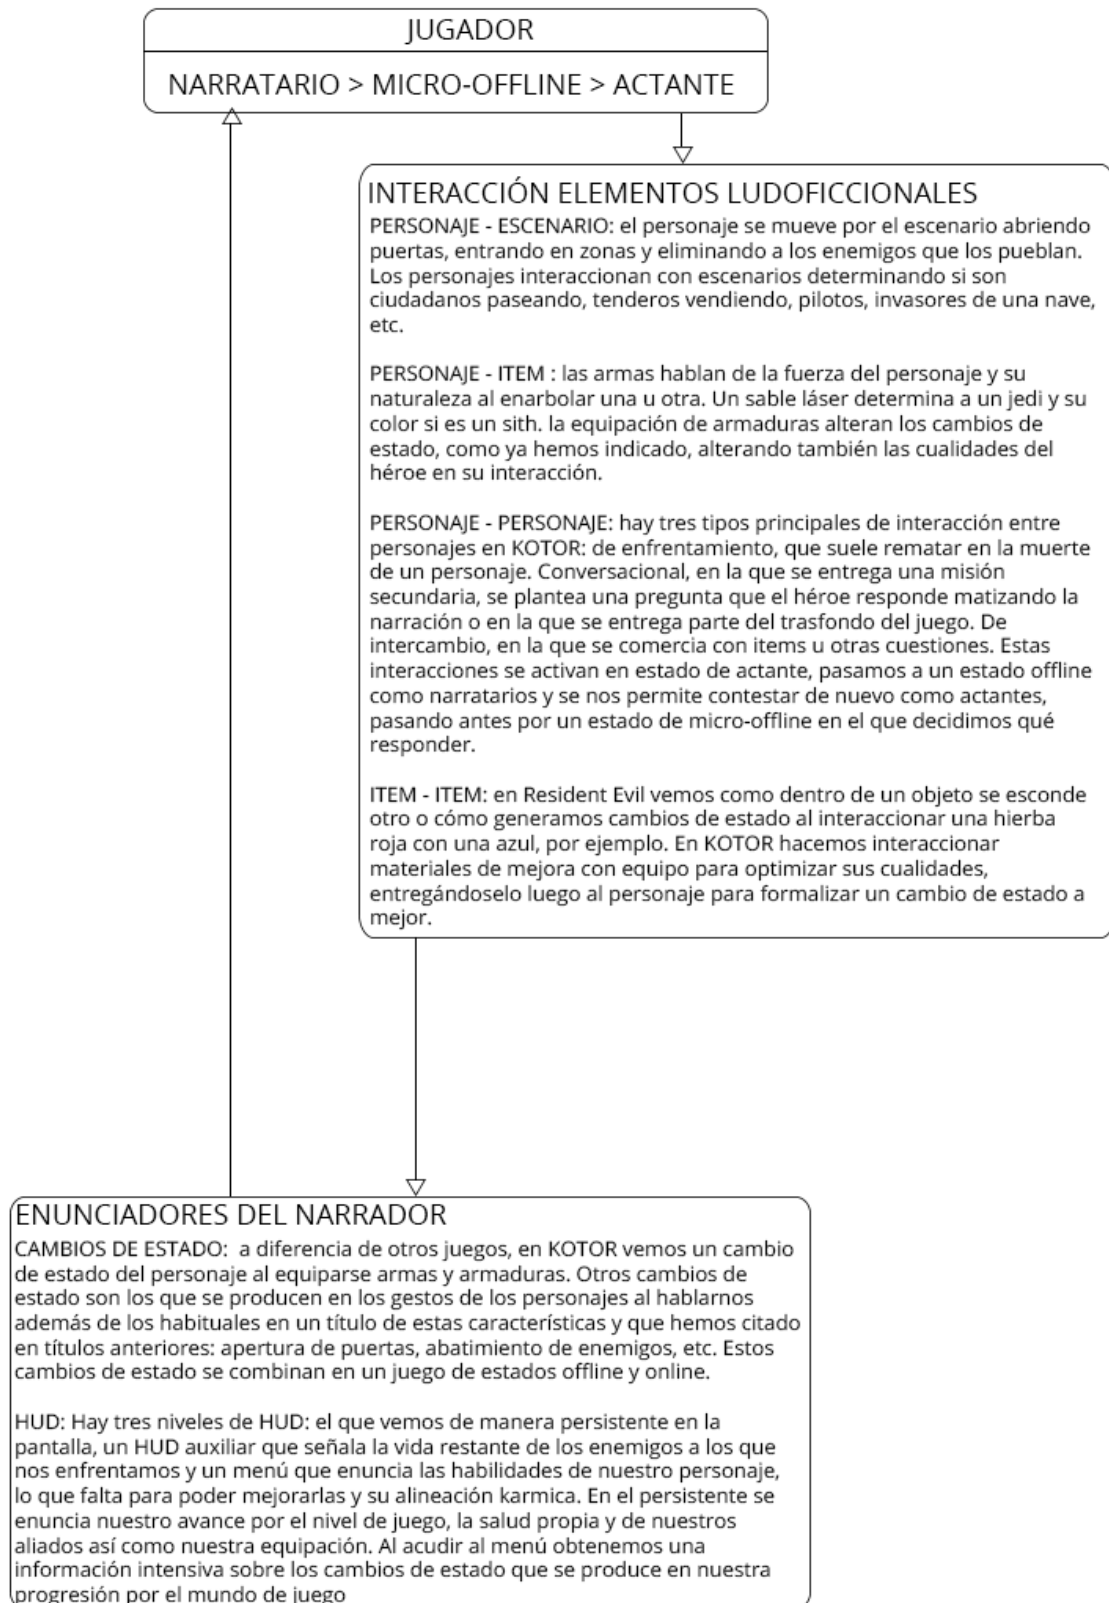 JUGADOR
NARRATARIO > MICRO-OFFLINE > ACTANTE
INTERACCIÓN ELEMENTOS LUDOFICCIONALES
PERSONAJE - ESCENARIO: el personaje se mueve por el escenario abriendo
puertas, entrando en zonas y eliminando a los enemigos que los pueblan.
Los personajes interaccionan con escenarios determinando si son
ciudadanos paseando, tenderos vendiendo, pilotos, invasores de una nave,
etc.
PERSONAJE - ITEM : las armas hablan de la fuerza del personaje y su
naturaleza al enarbolar una u otra. Un sable láser determina a un jedi y su
color si es un sith. la equipación de armaduras alteran los cambios de
estado, como ya hemos indicado, alterando también las cualidades del
héroe en su interacción.
PERSONAJE - PERSONAJE: hay tres tipos principales de interacción entre
personajes en KOTOR: de enfrentamiento, que suele rematar en la muerte
de un personaje. Conversacional, en la que se entrega una misión
secundaria, se plantea una pregunta que el héroe responde matizando la
narración o en la que se entrega parte del trasfondo del juego. De
intercambio, en la que se comercia con items u otras cuestiones. Estas
interacciones se activan en estado de actante, pasamos a un estado offline
como narratarios y se nos permite contestar de nuevo como actantes,
pasando antes por un estado de micro-offline en el que decidimos qué
responder.
ITEM - ITEM: en Resident Evil vemos como dentro de un objeto se esconde
otro o cómo generamos cambios de estado al interaccionar una hierba
roja con una azul, por ejemplo. En KOTOR hacemos interaccionar
materiales de mejora con equipo para optimizar sus cualidades,
entregándoselo luego al personaje para formalizar un cambio de estado a
mejor.
ENUNCIADORES DEL NARRADOR
CAMBIOS DE ESTADO:  a diferencia de otros juegos, en KOTOR vemos un cambio
de estado del personaje al equiparse armas y armaduras. Otros cambios de
estado son los que se producen en los gestos de los personajes al hablarnos
además de los habituales en un título de estas características y que hemos citado
en títulos anteriores: apertura de puertas, abatimiento de enemigos, etc. Estos
cambios de estado se combinan en un juego de estados offline y online.
HUD: Hay tres niveles de HUD: el que vemos de manera persistente en la
pantalla, un HUD auxiliar que señala la vida restante de los enemigos a los que
nos enfrentamos y un menú que enuncia las habilidades de nuestro personaje,
lo que falta para poder mejorarlas y su alineación karmica. En el persistente se
enuncia nuestro avance por el nivel de juego, la salud propia y de nuestros
aliados así como nuestra equipación. Al acudir al menú obtenemos una
información intensiva sobre los cambios de estado que se produce en nuestra
progresión por el mundo de juego